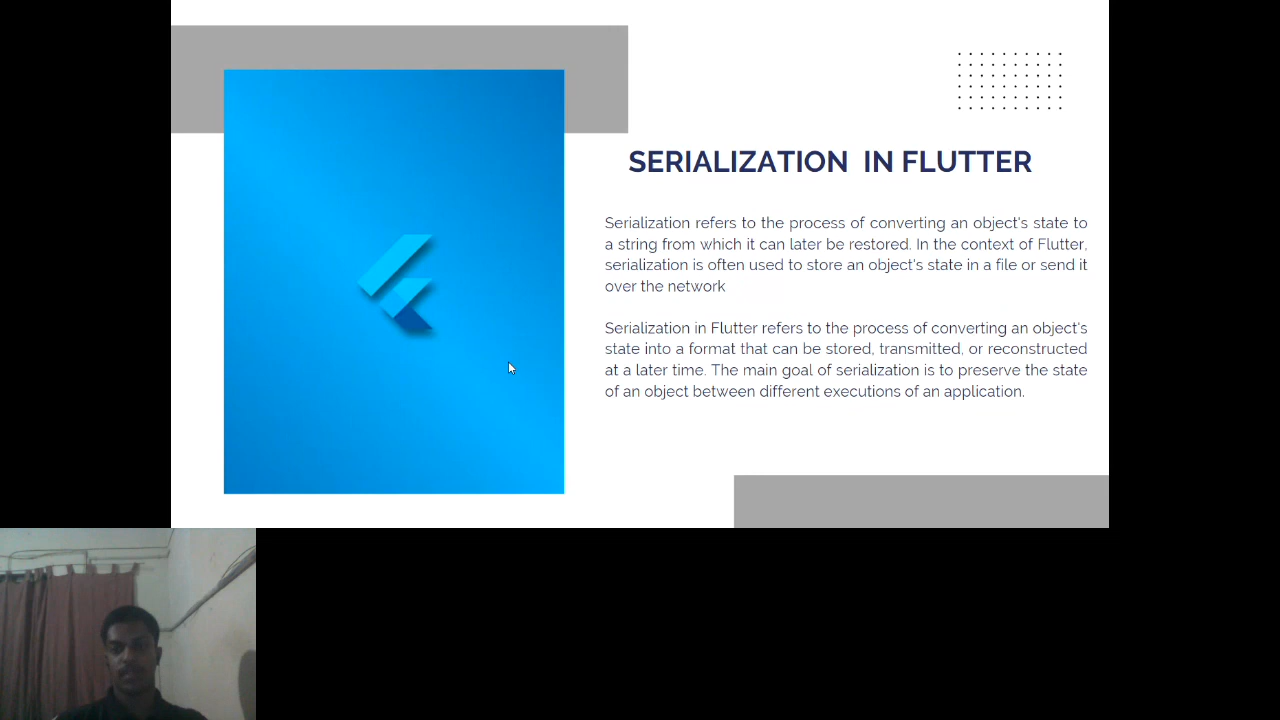 SERIALIZATION IN FLUTTER
Serialization refers to the process of converting an object's state to
a string from which it can later be restored. In the context of Flutter,
serialization is often used to store an object's state in a file or send it
over the network
Serialization in Flutter refers to the process of converting an object's
state into a format that can be stored, transmitted, or reconstructed
at a later time. The main goal of serialization is to preserve the state
of an object between different executions of an application.